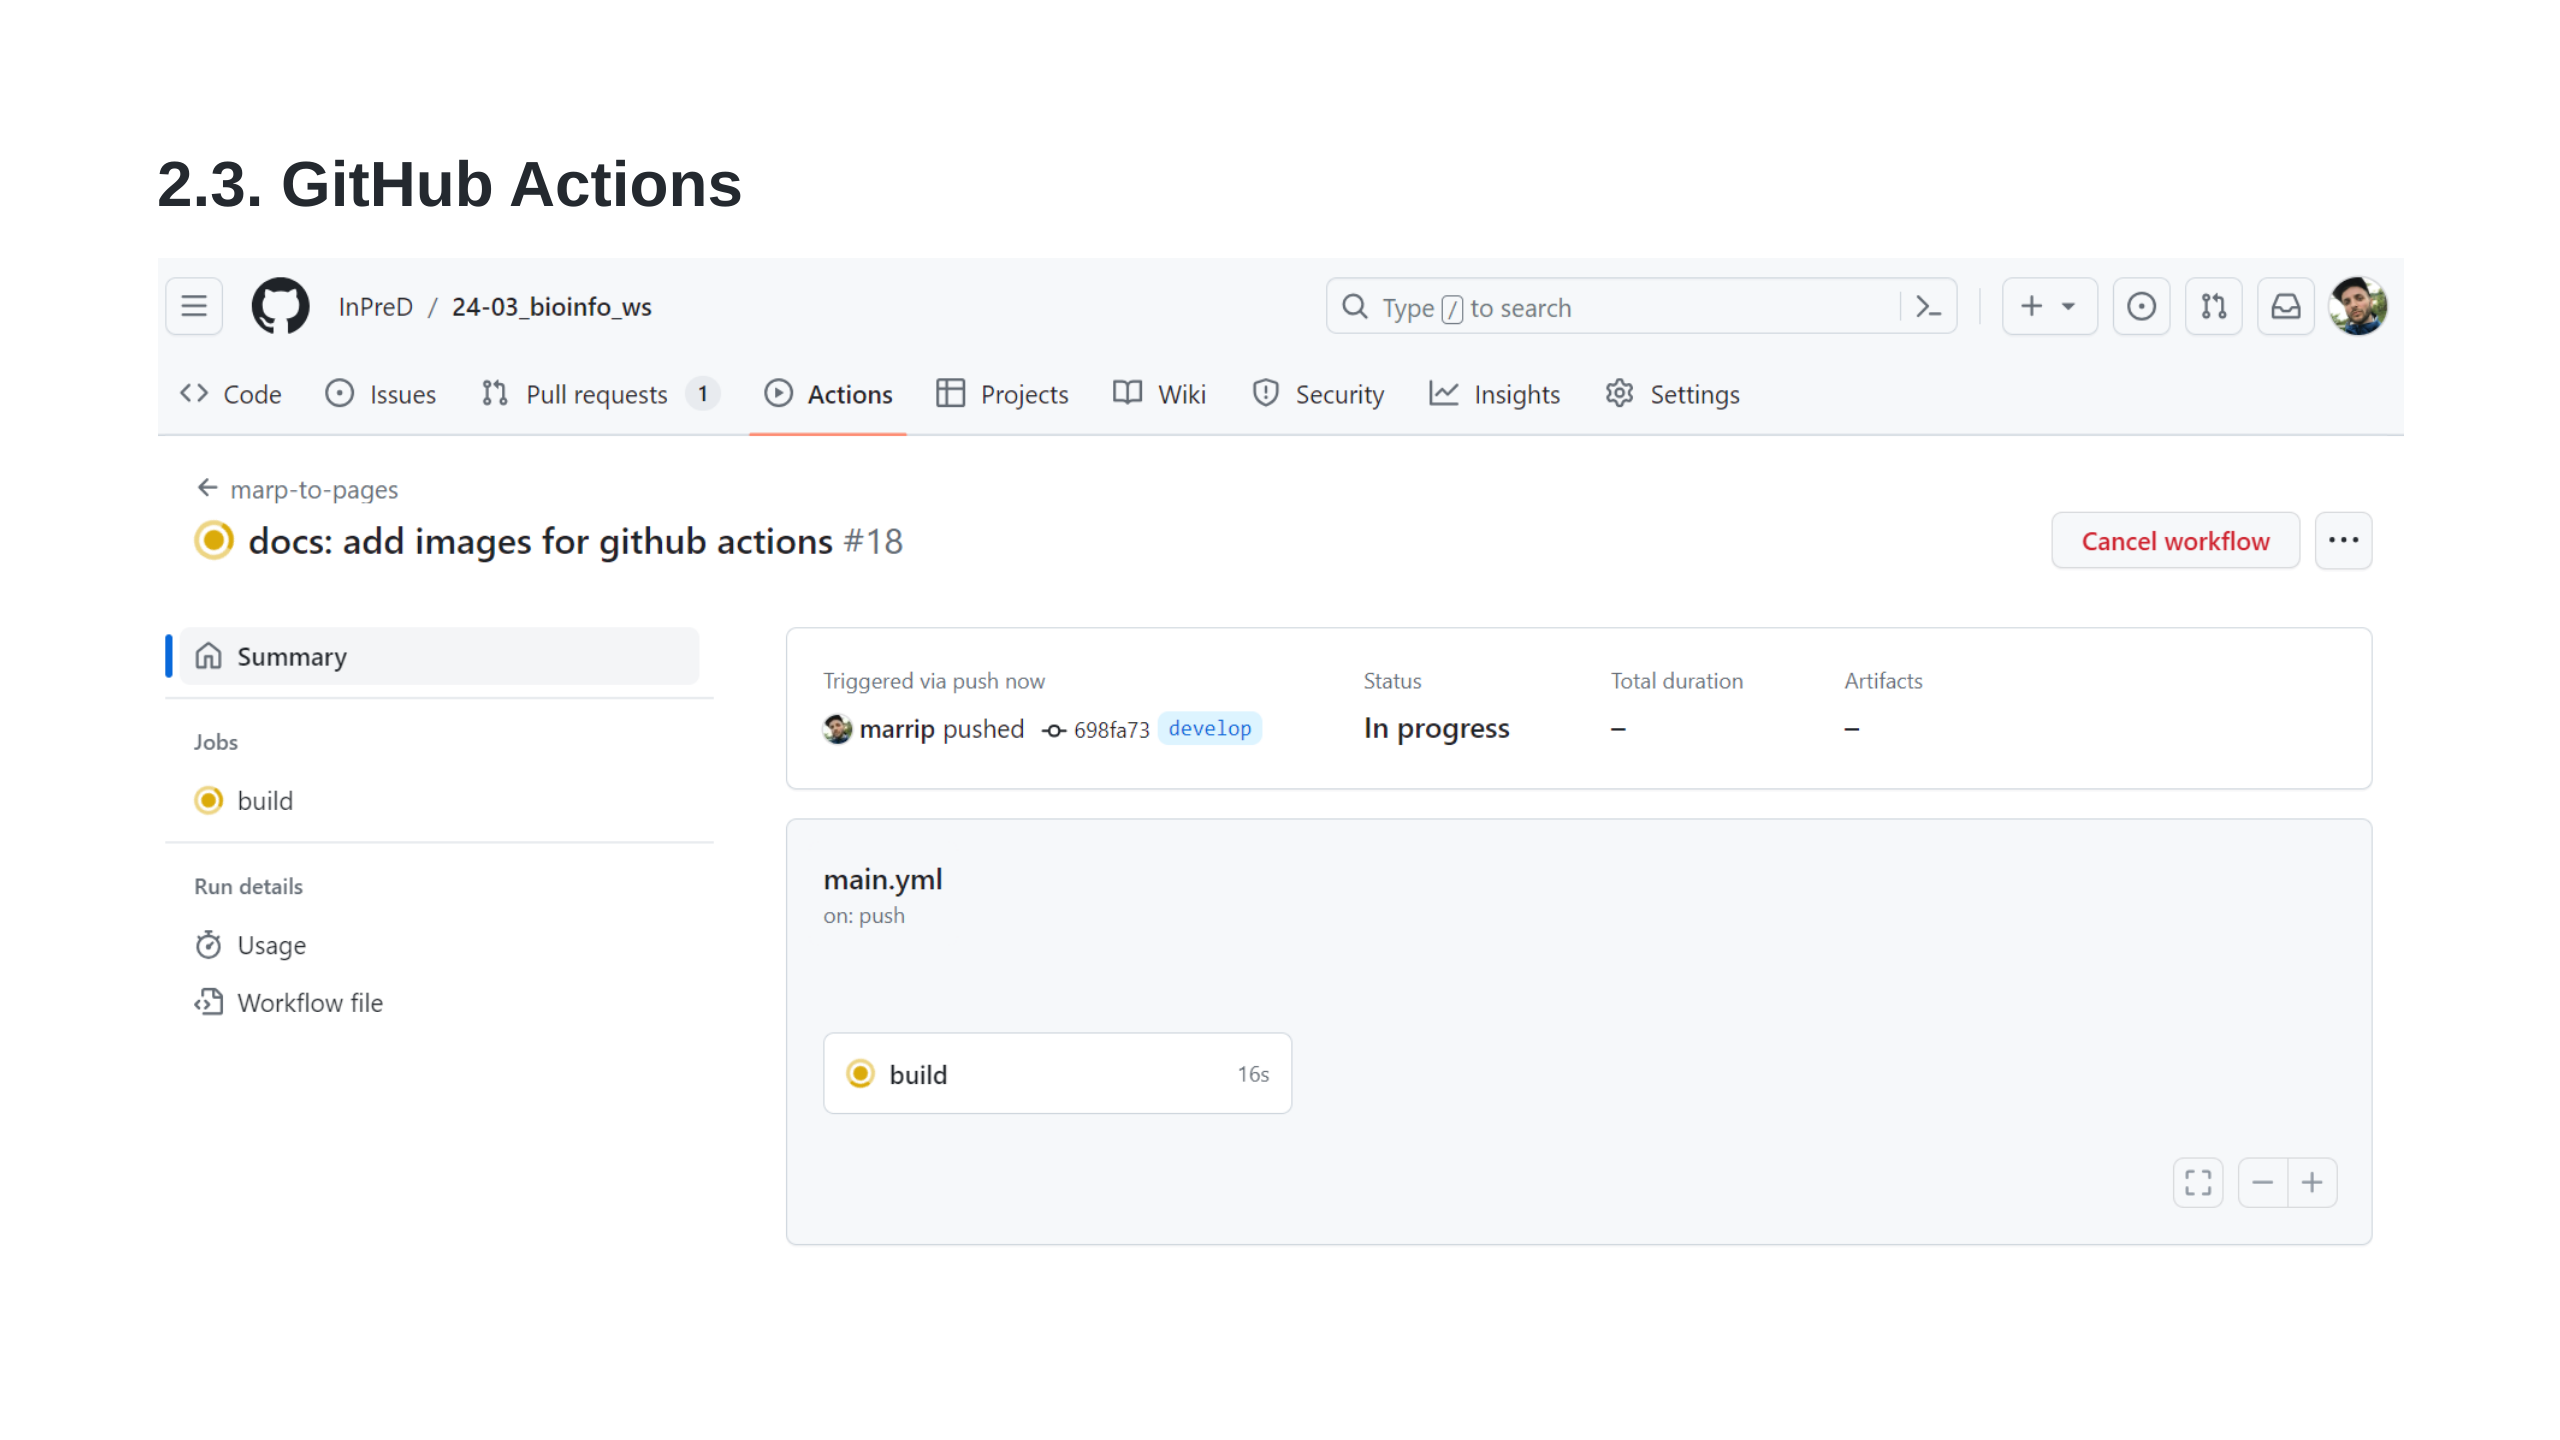 2.3. GitHub Actions
InPreD / 24-03_bioinfo_ws
Type / to search
Code Issues Pull requests 1 Actions Projects Wiki Security Insights Settings
marp-to-pages
docs: add images for github actions #18
Cancel workflow
Summary
Jobs
build
Run details
Usage
Workflow file
Triggered via push now
marrip pushed 698fa73 develop
Status
In progress
Total duration
–
Artifacts
–
main.yml
on: push
build 16s